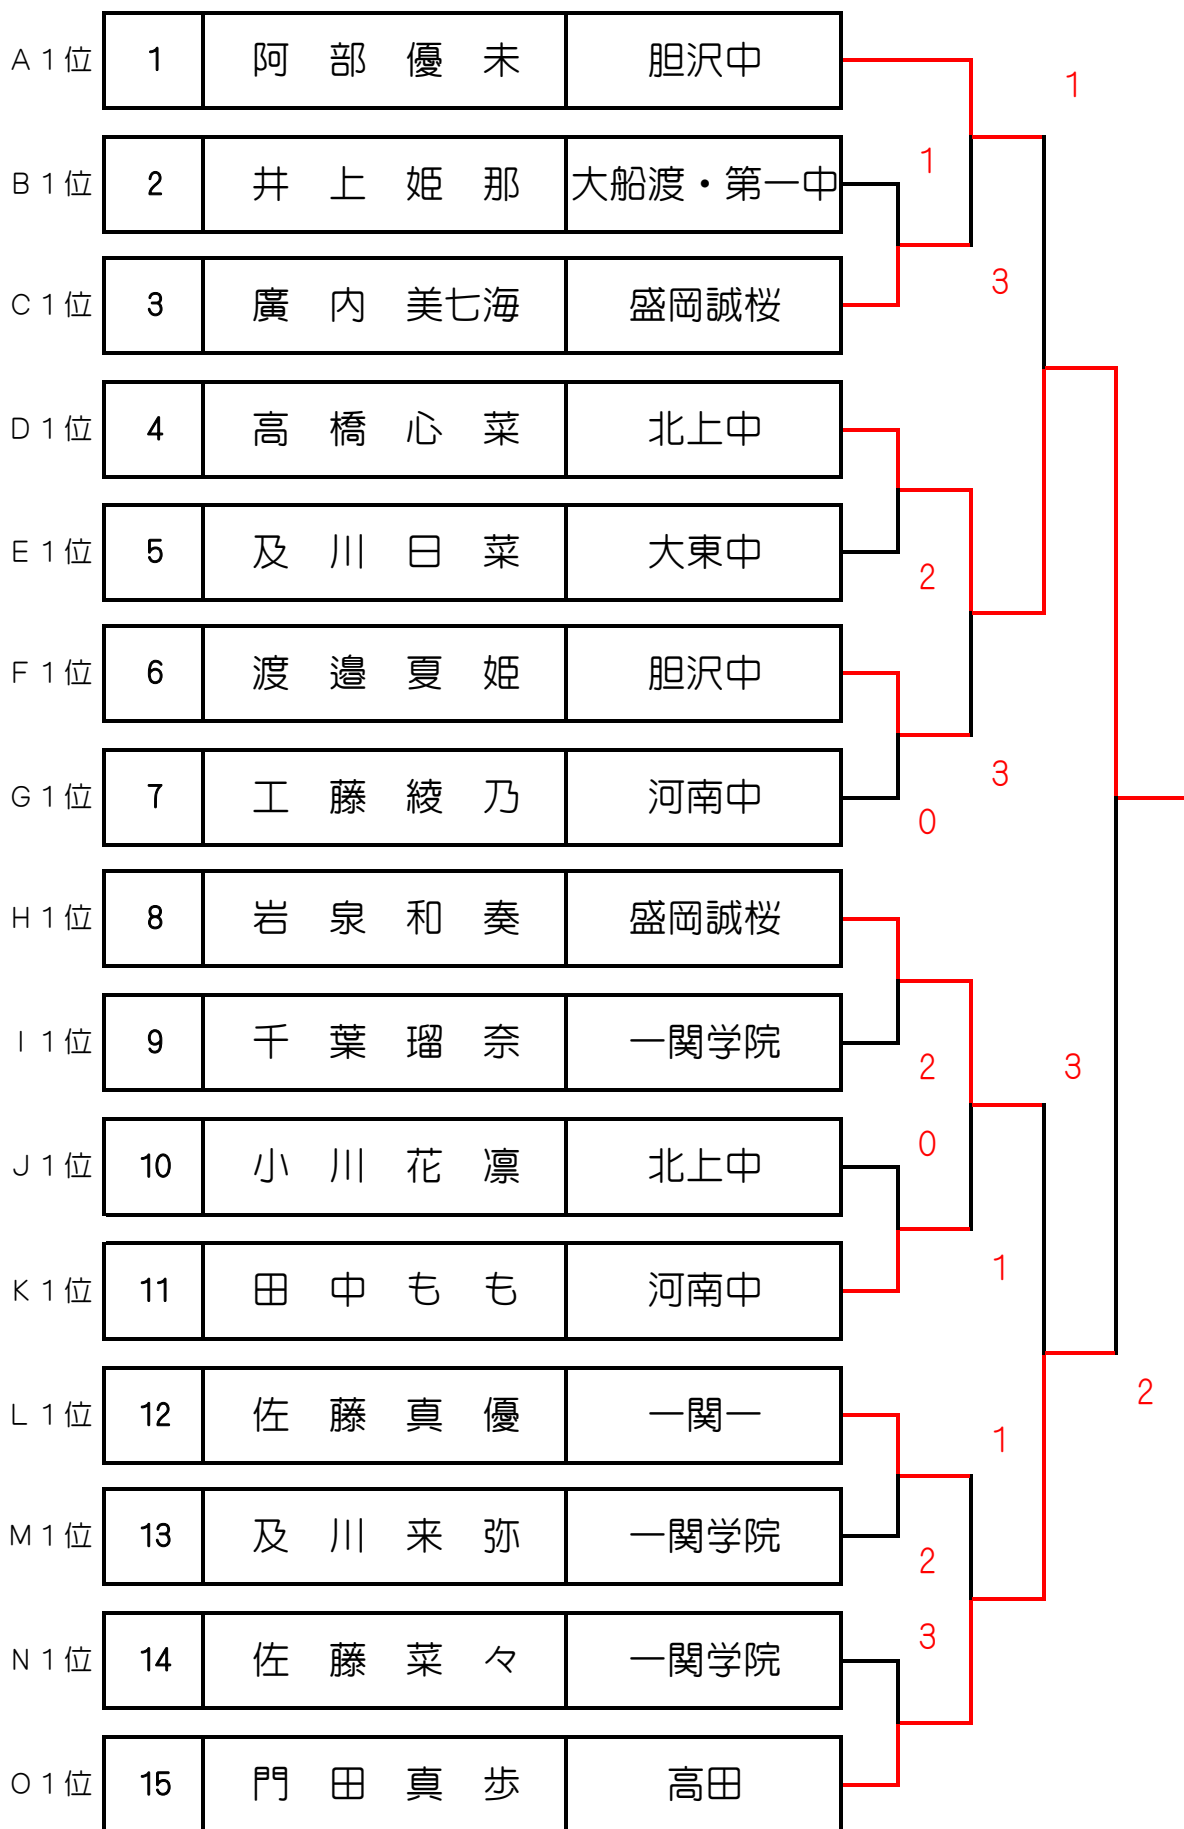 A1位 1 阿部優未 胆沢中
1
1
B1位 2 井上姫那 大船渡・第一中
C1位 3 廣内美七海 盛岡誠桜
3
D1位 4 高橋心菜 北上中
E1位 5 及川日菜 大東中
2
F1位 6 渡邉夏姫 胆沢中
3
G1位 7 工藤綾乃 河南中
0
H1位 8 岩泉和奏 盛岡誠桜
I1位 9 千葉瑠奈 一関学院
2
3
0
J1位 10 小川花凛 北上中
1
K1位 11 田中もも 河南中
2
L1位 12 佐藤真優 一関一
1
M1位 13 及川来弥 一関学院
2
3
N1位 14 佐藤菜々 一関学院
O1位 15 門田真歩 高田